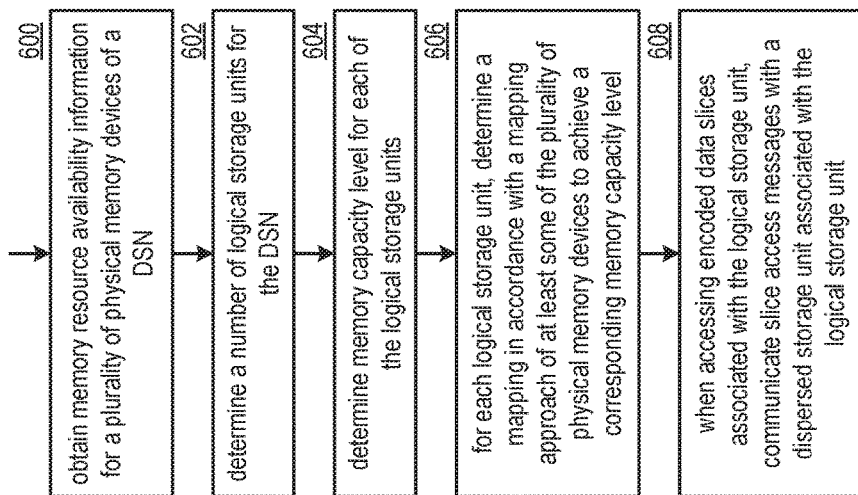 600
obtain memory resource availability information
for a plurality of physical memory devices of a
DSN
602
determine a number of logical storage units for
the DSN
604
determine memory capacity level for each of
the logical storage units
606
for each logical storage unit, determine a
mapping in accordance with a mapping
approach of at least some of the plurality of
physical memory devices to achieve a
corresponding memory capacity level
608
when accessing encoded data slices
associated with the logical storage unit,
communicate slice access messages with a
dispersed storage unit associated with the
logical storage unit